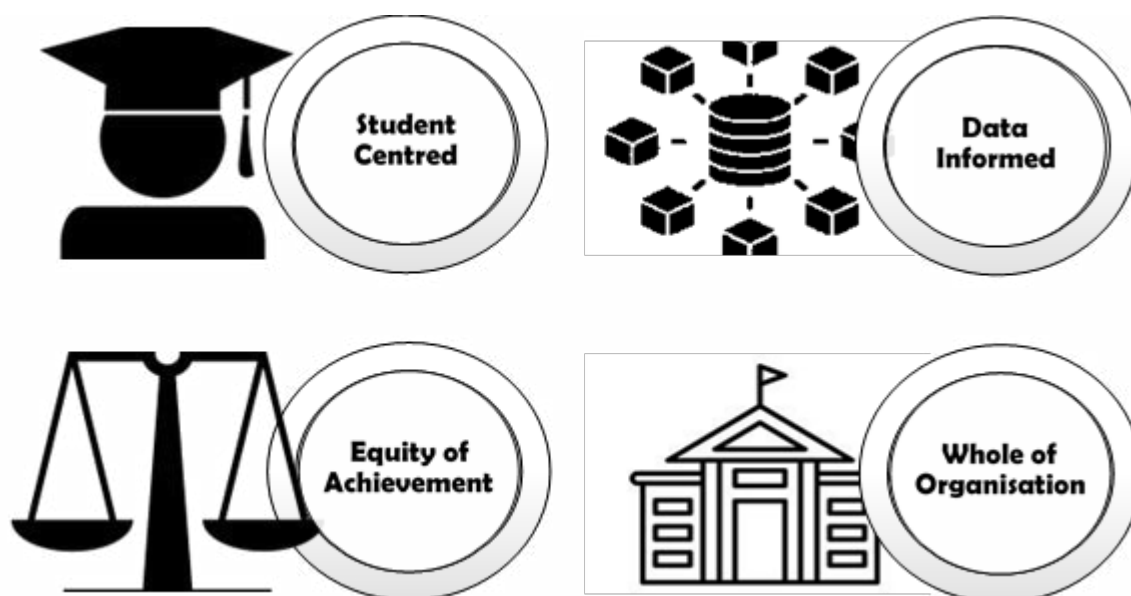 Student
Centred
Data
Informed
Equity of
Achievement
Whole of
Organisation